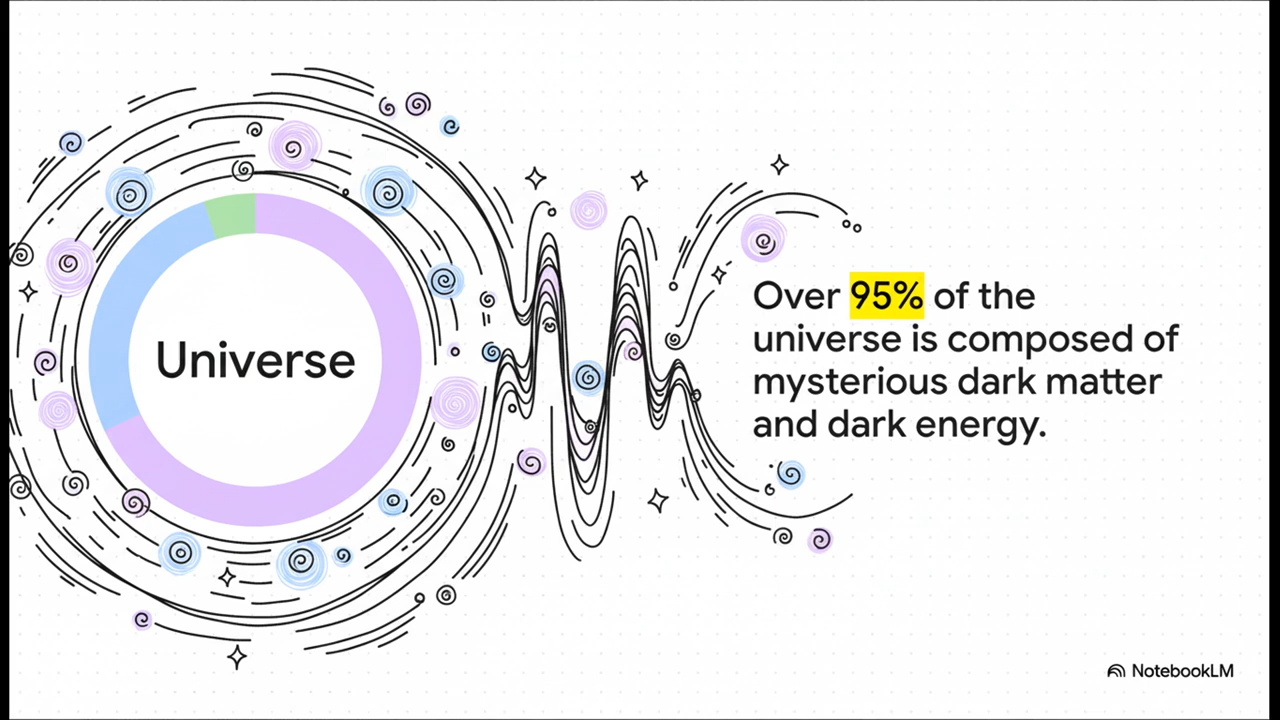 Universe
Over 95% of the
universe is composed of
mysterious dark matter
and dark energy.
NotebookLM